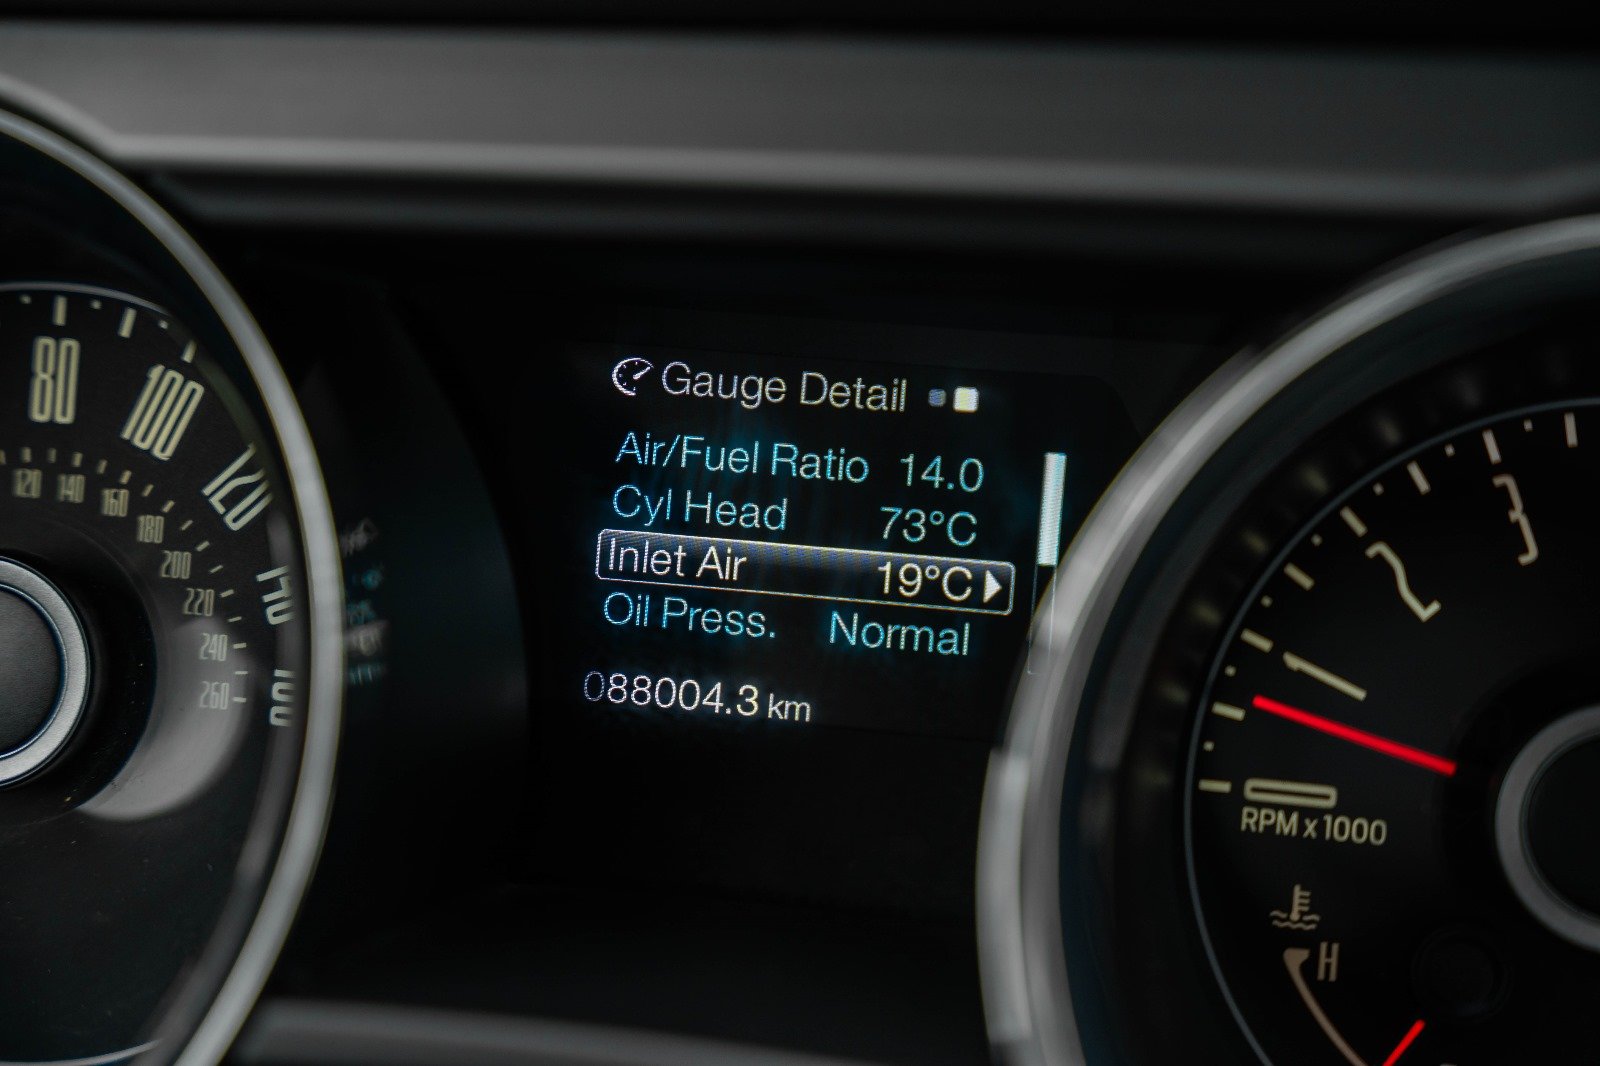 Gauge Detail
Air/Fuel Ratio 14.0
Cyl Head 73°C
Inlet Air 19°C
Oil Press. Normal
088004.3 km
80
100
120
140
160
120
140
160
180
200
220
240
260
3
2
1
0
RPM x 1000
H